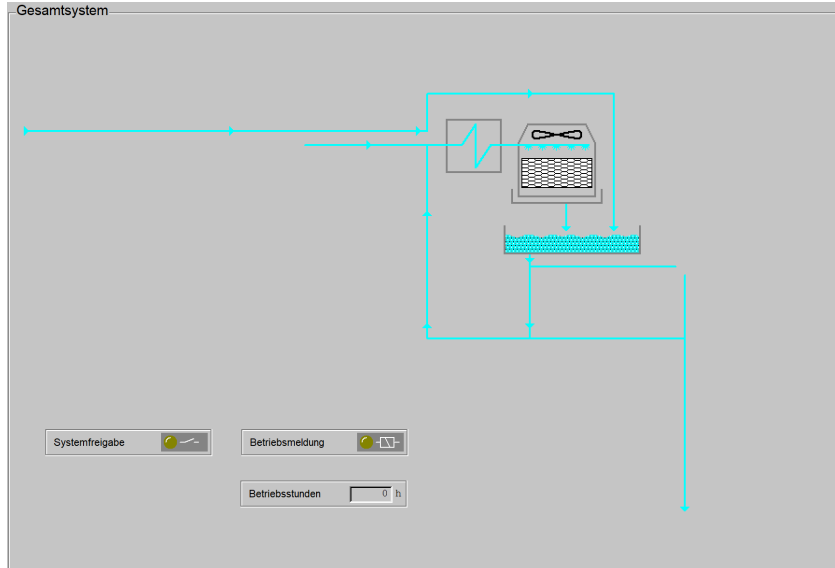 Gesamtsystem
Systemfreigabe
Betriebsmeldung
Betriebsstunden 0 h